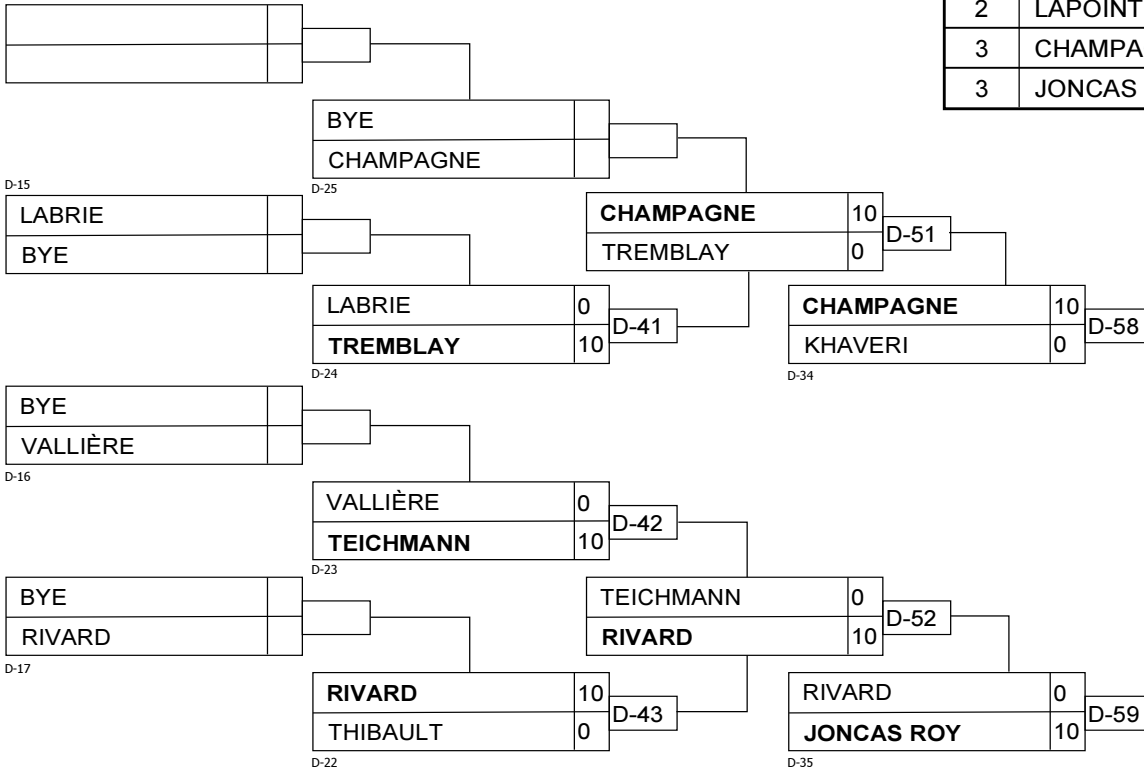 2 LAPOINT
3 CHAMPA
3 JONCAS
BYE
CHAMPAGNE
D-15
D-25
LABRIE
BYE
CHAMPAGNE 10
TREMBLAY 0
D-51
LABRIE 0
TREMBLAY 10
D-41
D-24
CHAMPAGNE 10
KHAVERI 0
D-58
D-34
BYE
VALLIÈRE
D-16
VALLIÈRE 0
TEICHMANN 10
D-42
D-23
BYE
RIVARD
D-17
TEICHMANN 0
RIVARD 10
D-52
RIVARD 10
THIBAULT 0
D-43
D-22
RIVARD 0
JONCAS ROY 10
D-59
D-35